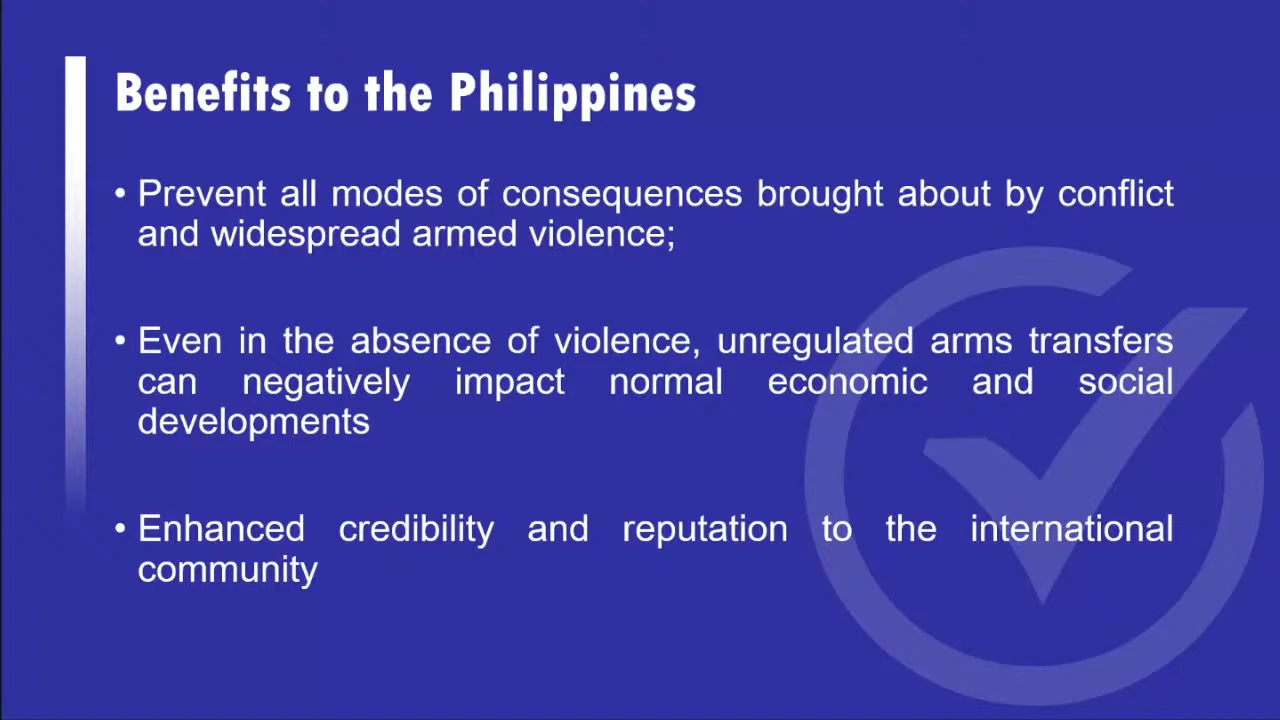 Benefits to the Philippines
• Prevent all modes of consequences brought about by conflict
and widespread armed violence;
• Even in the absence of violence, unregulated arms transfers
can negatively impact normal economic and social
developments
• Enhanced credibility and reputation to the international
community